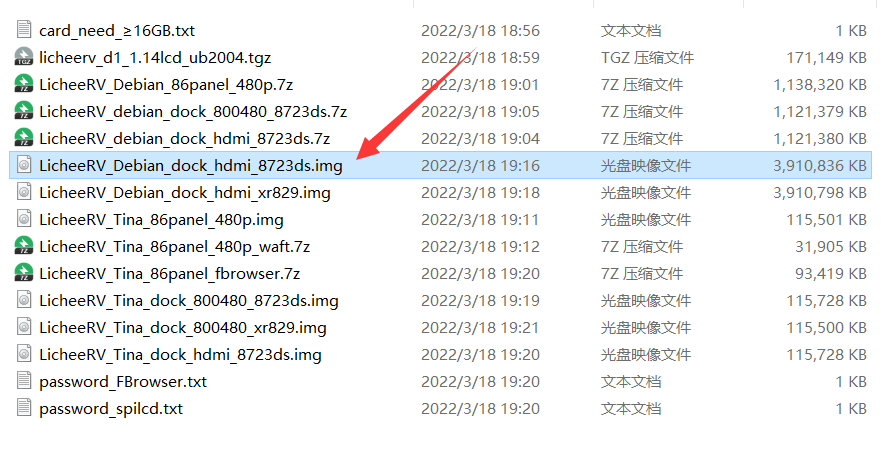 card_need_≥16GB.txt 2022/3/18 18:56 文本文档 1 KB
licheerv_d1_1.14lcd_ub2004.tgz 2022/3/18 18:59 TGZ 压缩文件 171,149 KB
LicheeRV_Debian_86panel_480p.7z 2022/3/18 19:01 7Z 压缩文件 1,138,320 KB
LicheeRV_debian_dock_800480_8723ds.7z 2022/3/18 19:05 7Z 压缩文件 1,121,379 KB
LicheeRV_debian_dock_hdmi_8723ds.7z 2022/3/18 19:04 7Z 压缩文件 1,121,380 KB
LicheeRV_Debian_dock_hdmi_8723ds.img 2022/3/18 19:16 光盘映像文件 3,910,836 KB
LicheeRV_Debian_dock_hdmi_xr829.img 2022/3/18 19:18 光盘映像文件 3,910,798 KB
LicheeRV_Tina_86panel_480p.img 2022/3/18 19:11 光盘映像文件 115,501 KB
LicheeRV_Tina_86panel_480p_waft.7z 2022/3/18 19:12 7Z 压缩文件 31,905 KB
LicheeRV_Tina_86panel_fbrowser.7z 2022/3/18 19:20 7Z 压缩文件 93,419 KB
LicheeRV_Tina_dock_800480_8723ds.img 2022/3/18 19:19 光盘映像文件 115,728 KB
LicheeRV_Tina_dock_800480_xr829.img 2022/3/18 19:21 光盘映像文件 115,500 KB
LicheeRV_Tina_dock_hdmi_8723ds.img 2022/3/18 19:20 光盘映像文件 115,728 KB
password_FBrowser.txt 2022/3/18 19:20 文本文档 1 KB
password_spilcd.txt 2022/3/18 19:20 文本文档 1 KB